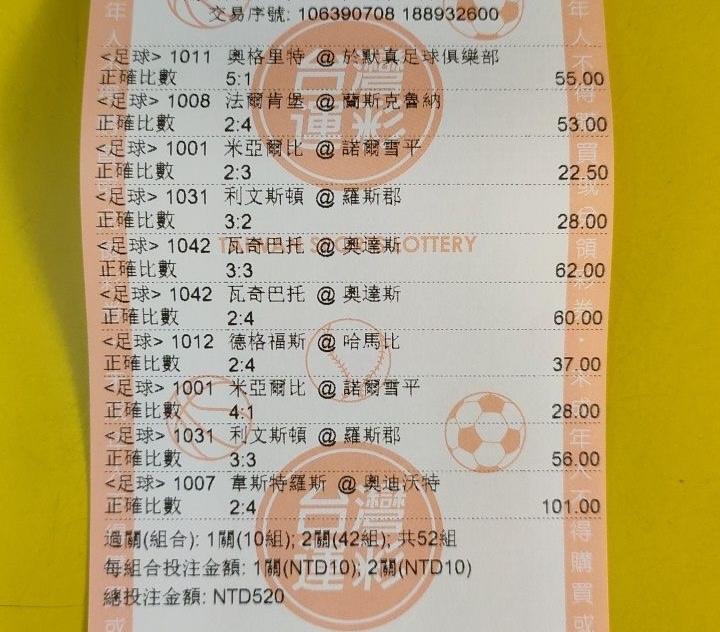 交易序號: 106390708 188932600
<足球> 1011 奧格里特 @ 於默真足球俱樂部
正確比數 5:1 55.00
<足球> 1008 法爾肯堡 @ 蘭斯克魯納
正確比數 2:4 53.00
<足球> 1001 米亞爾比 @ 諾爾雪平
正確比數 2:3 22.50
<足球> 1031 利文斯頓 @ 羅斯郡
正確比數 3:2 28.00
<足球> 1042 瓦奇巴托 @ 奧達斯
正確比數 3:3 62.00
<足球> 1042 瓦奇巴托 @ 奧達斯
正確比數 2:4 60.00
<足球> 1012 德格福斯 @ 哈馬比
正確比數 2:4 37.00
<足球> 1001 米亞爾比 @ 諾爾雪平
正確比數 4:1 28.00
<足球> 1031 利文斯頓 @ 羅斯郡
正確比數 3:3 56.00
<足球> 1007 韋斯特羅斯 @ 奧迪沃特
正確比數 2:4 101.00
過關(組合): 1關(10組); 2關(42組); 共52組
每組合投注金額: 1關(NTD10); 2關(NTD10)
總投注金額: NTD520
台灣運彩
TAIWAN SPORTS LOTTERY
台灣運彩